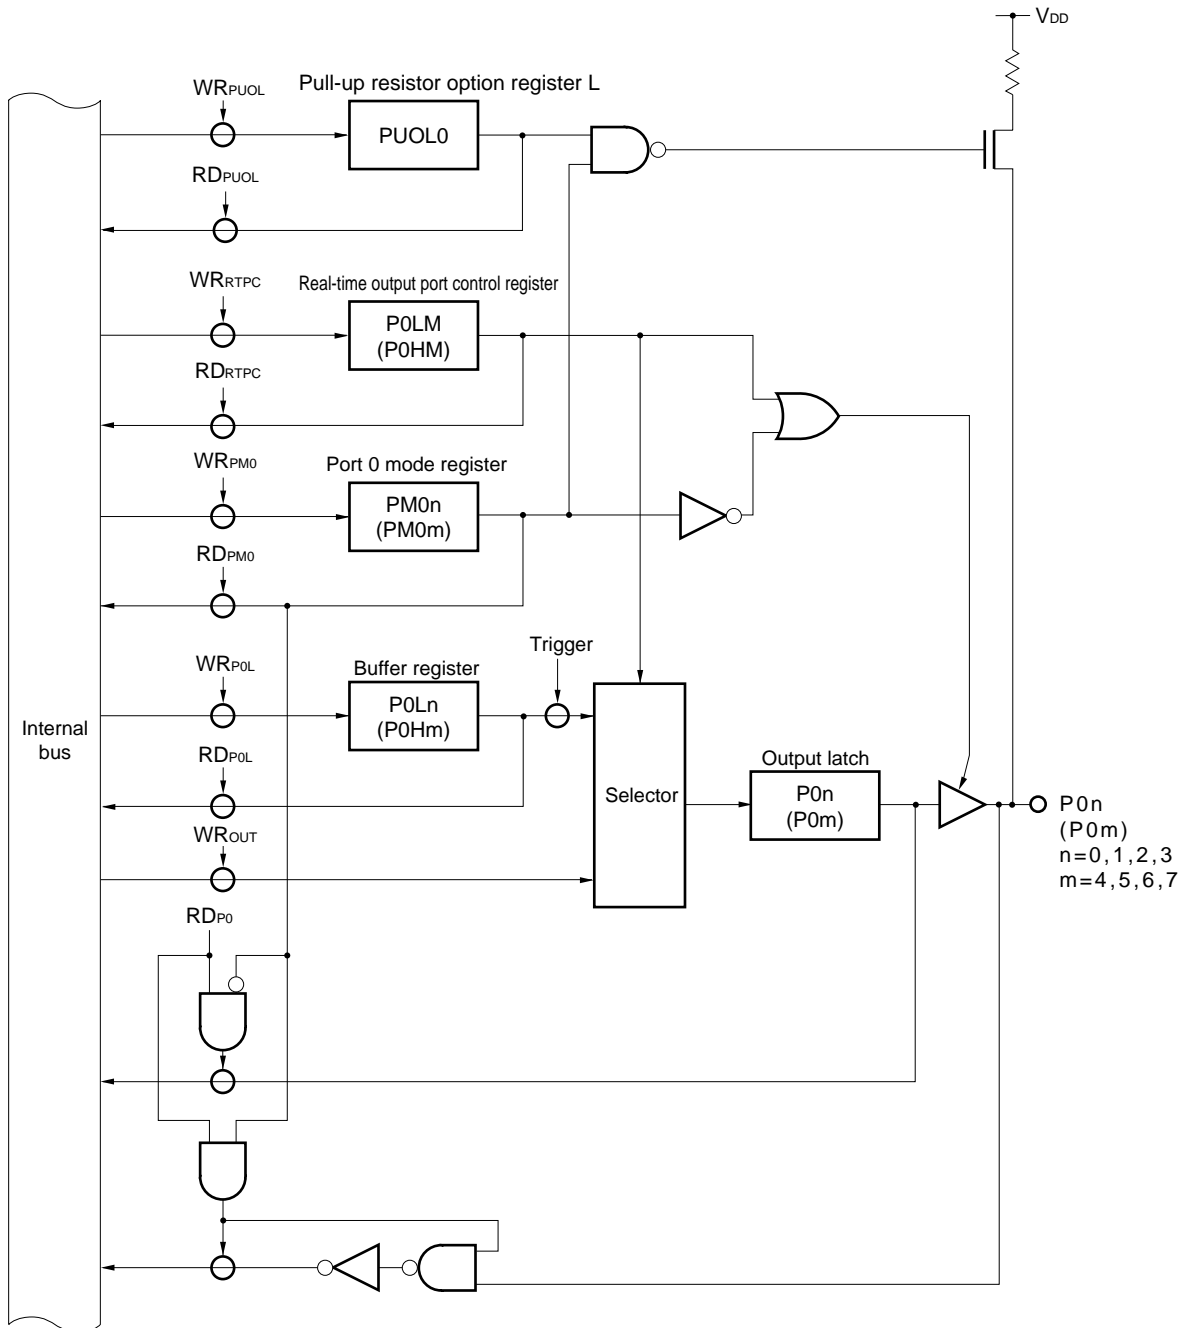 VDD
WRPUOL
Pull-up resistor option register L
PUOL0
RDPUOL
WRRTPC
Real-time output port control register
P0LM
(P0HM)
RDRTPC
WRPM0
Port 0 mode register
PM0n
(PM0m)
RDPM0
Trigger
WRP0L
Buffer register
P0Ln
(P0Hm)
Internal
bus
RDP0L
Selector
Output latch
P0n
(P0m)
P0n
(P0m)
n=0,1,2,3
m=4,5,6,7
WROUT
RDP0